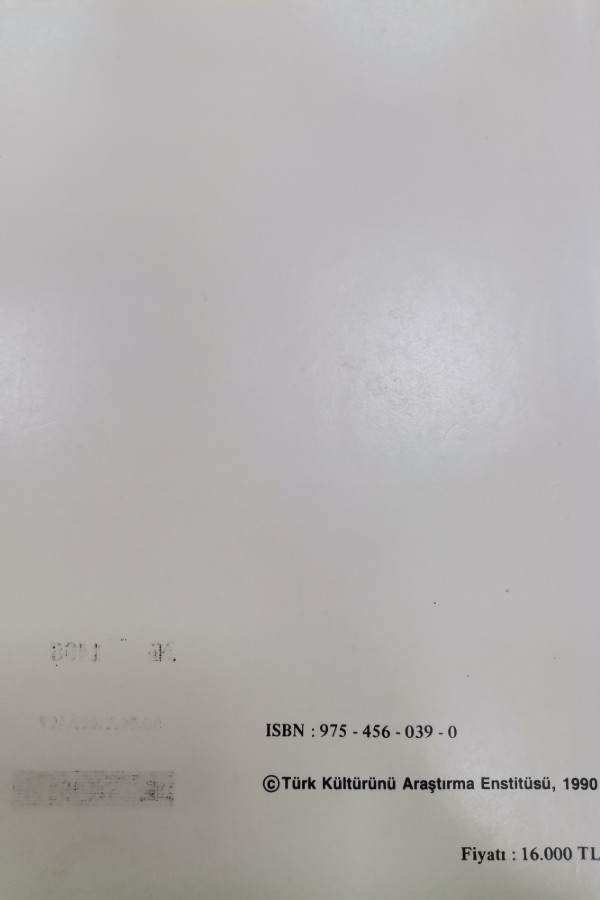 ISBN : 975 - 456 - 039 - 0
©Türk Kültürünü Araştırma Enstitüsü, 1990
Fiyatı : 16.000 TL